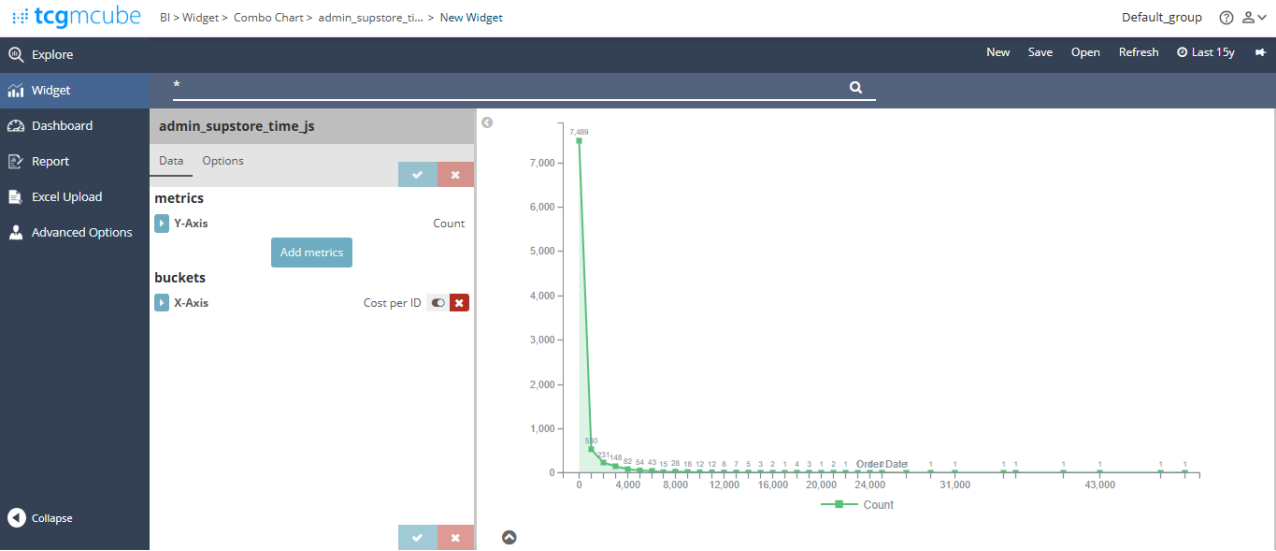 tcgmcube
BI > Widget > Combo Chart > admin_supstore_ti... > New Widget
Default_group
Explore
New Save Open Refresh Last 15y
Widget
*
Dashboard
admin_supstore_time_js
Report
Data Options
Excel Upload
metrics
Y-Axis Count
Advanced Options
Add metrics
buckets
X-Axis Cost per ID
Collapse
7,489
7,000
6,000
5,000
4,000
3,000
2,000
1,000
0
231 148 82 54 43 15 28 18 12 12 8 7 5 3 2 1 4 3 1 2 1
Order Date
1 1 1 1 1 1 1 1
0 4,000 8,000 12,000 16,000 20,000 24,000 31,000 43,000
Count